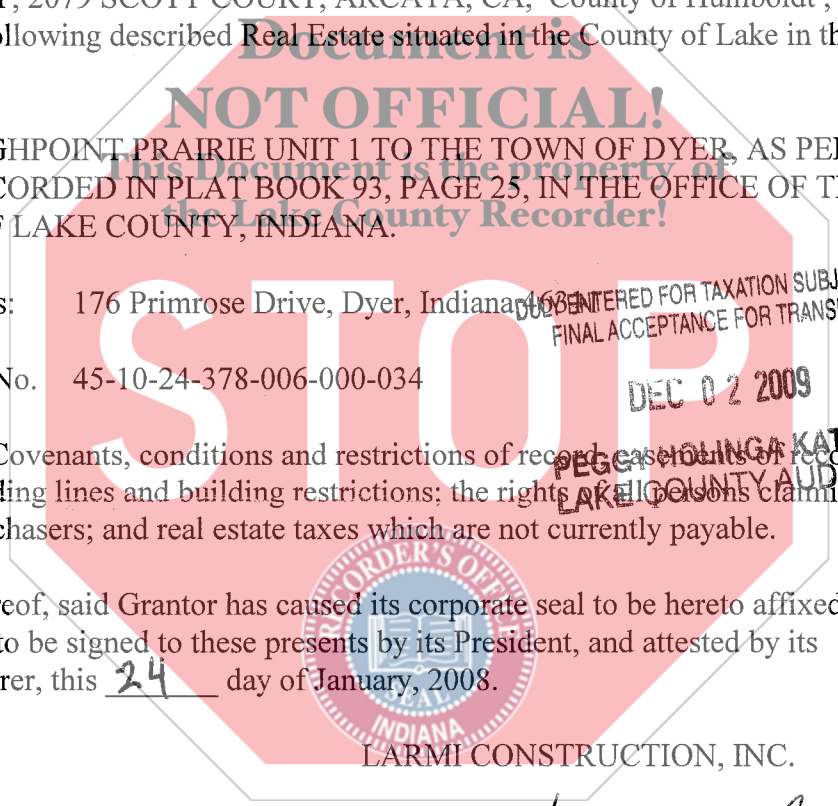 , 2079 SCOTT COURT, ARCATA, CA, County of Humboldt ,
ollowing described Real Estate situated in the County of Lake in th
Document is
NOT OFFICIAL!
This Document is the property of
the Lake County Recorder!
GHPOINT PRAIRIE UNIT 1 TO THE TOWN OF DYER, AS PE
CORDED IN PLAT BOOK 93, PAGE 25, IN THE OFFICE OF T
F LAKE COUNTY, INDIANA.
s: 176 Primrose Drive, Dyer, Indiana
DULY ENTERED FOR TAXATION SUBJ
FINAL ACCEPTANCE FOR TRANS
STOP
No. 45-10-24-378-006-000-034
DEC 02 2009
Covenants, conditions and restrictions of record; easements of reco
PEGGY HOLINGA KAT
ding lines and building restrictions; the rights of all persons claimi
LAKE COUNTY AUD
chasers; and real estate taxes which are not currently payable.
RECORDER'S OFFICE
SEAL
INDIANA
reof, said Grantor has caused its corporate seal to be hereto affixed
to be signed to these presents by its President, and attested by its
rer, this 24 day of January, 2008.
LARMI CONSTRUCTION, INC.